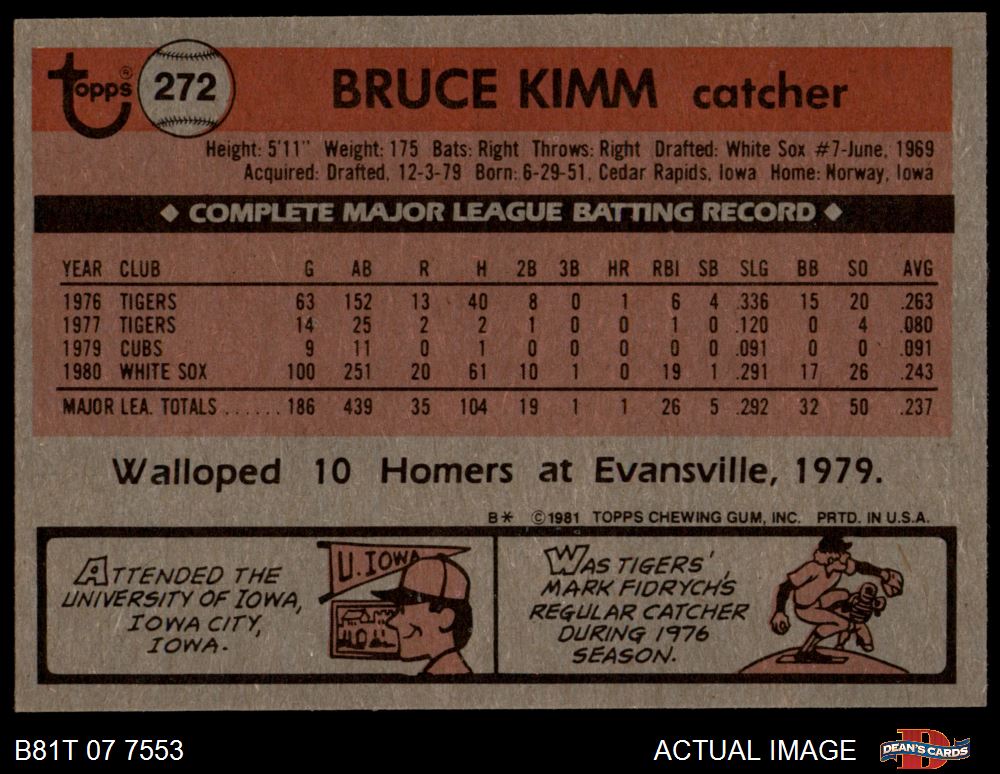 Topps® 272 BRUCE KIMM catcher
Height: 5'11" Weight: 175 Bats: Right Throws: Right Drafted: White Sox #7-June, 1969
Acquired: Drafted, 12-3-79 Born: 6-29-51, Cedar Rapids, Iowa Home: Norway, Iowa
◆ COMPLETE MAJOR LEAGUE BATTING RECORD ◆
YEAR CLUB G AB R H 2B 3B HR RBI SB SLG BB SO AVG
1976 TIGERS 63 152 13 40 8 0 1 6 4 .336 15 20 .263
1977 TIGERS 14 25 2 2 1 0 0 1 0 .120 0 4 .080
1979 CUBS 9 11 0 1 0 0 0 0 0 .091 0 0 .091
1980 WHITE SOX 100 251 20 61 10 1 0 19 1 .291 17 26 .243
MAJOR LEA. TOTALS ...... 186 439 35 104 19 1 1 26 5 .292 32 50 .237
Walloped 10 Homers at Evansville, 1979.
B* ©1981 TOPPS CHEWING GUM, INC. PRTD. IN U.S.A.
ATTENDED THE
UNIVERSITY OF IOWA,
IOWA CITY,
IOWA.
U. IOWA
WAS TIGERS'
MARK FIDRYCH'S
REGULAR CATCHER
DURING 1976
SEASON.
B81T 07 7553 ACTUAL IMAGE DEAN'S CARDS